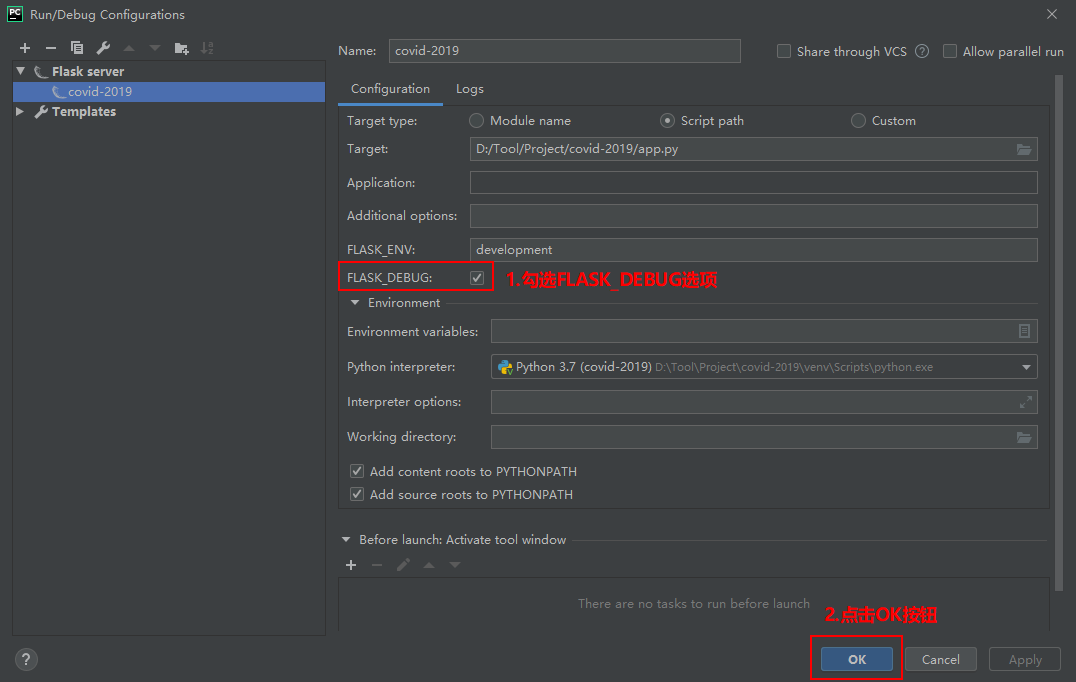 PC Run/Debug Configurations
Name: covid-2019
Share through VCS ? Allow parallel run
Flask server
covid-2019
Templates
Configuration Logs
Target type: Module name Script path Custom
Target: D:/Tool/Project/covid-2019/app.py
Application:
Additional options:
FLASK_ENV: development
FLASK_DEBUG: 1.勾选FLASK_DEBUG选项
Environment
Environment variables:
Python interpreter: Python 3.7 (covid-2019) D:\Tool\Project\covid-2019\venv\Scripts\python.exe
Interpreter options:
Working directory:
Add content roots to PYTHONPATH
Add source roots to PYTHONPATH
Before launch: Activate tool window
There are no tasks to run before launch
2.点击OK按钮
? OK Cancel Apply